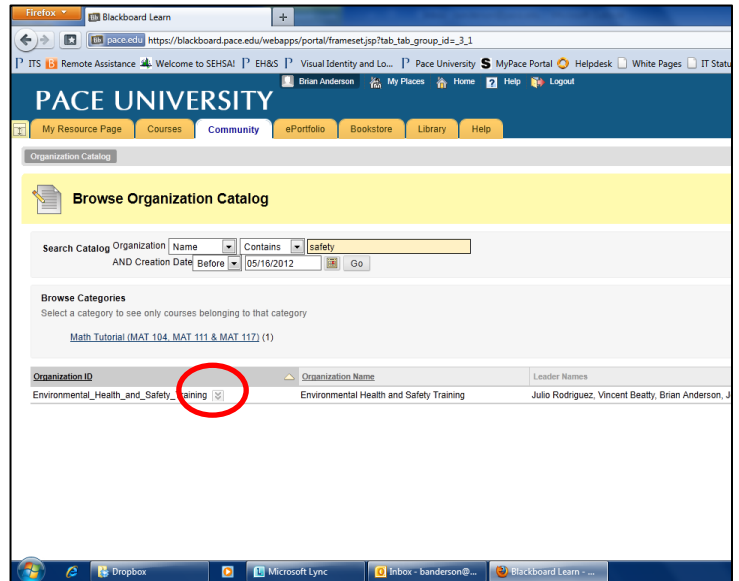 Firefox
Blackboard Learn
pace.edu https://blackboard.pace.edu/webapps/portal/frameset.jsp?tab_tab_group_id=_3_1
ITS Remote Assistance Welcome to SEHSA! EH&S Visual Identity and Lo... Pace University MyPace Portal Helpdesk White Pages IT Statu
Brian Anderson My Places Home Help Logout
PACE UNIVERSITY
My Resource Page Courses Community ePortfolio Bookstore Library Help
Organization Catalog
Browse Organization Catalog
Search Catalog Organization Name Contains safety
AND Creation Date Before 05/16/2012 Go
Browse Categories
Select a category to see only courses belonging to that category
Math Tutorial (MAT 104, MAT 111 & MAT 117) (1)
Organization ID Organization Name Leader Names
Environmental_Health_and_Safety_Training Environmental Health and Safety Training Julio Rodriguez, Vincent Beatty, Brian Anderson, J
Dropbox Microsoft Lync Inbox - banderson@... Blackboard Learn - ...